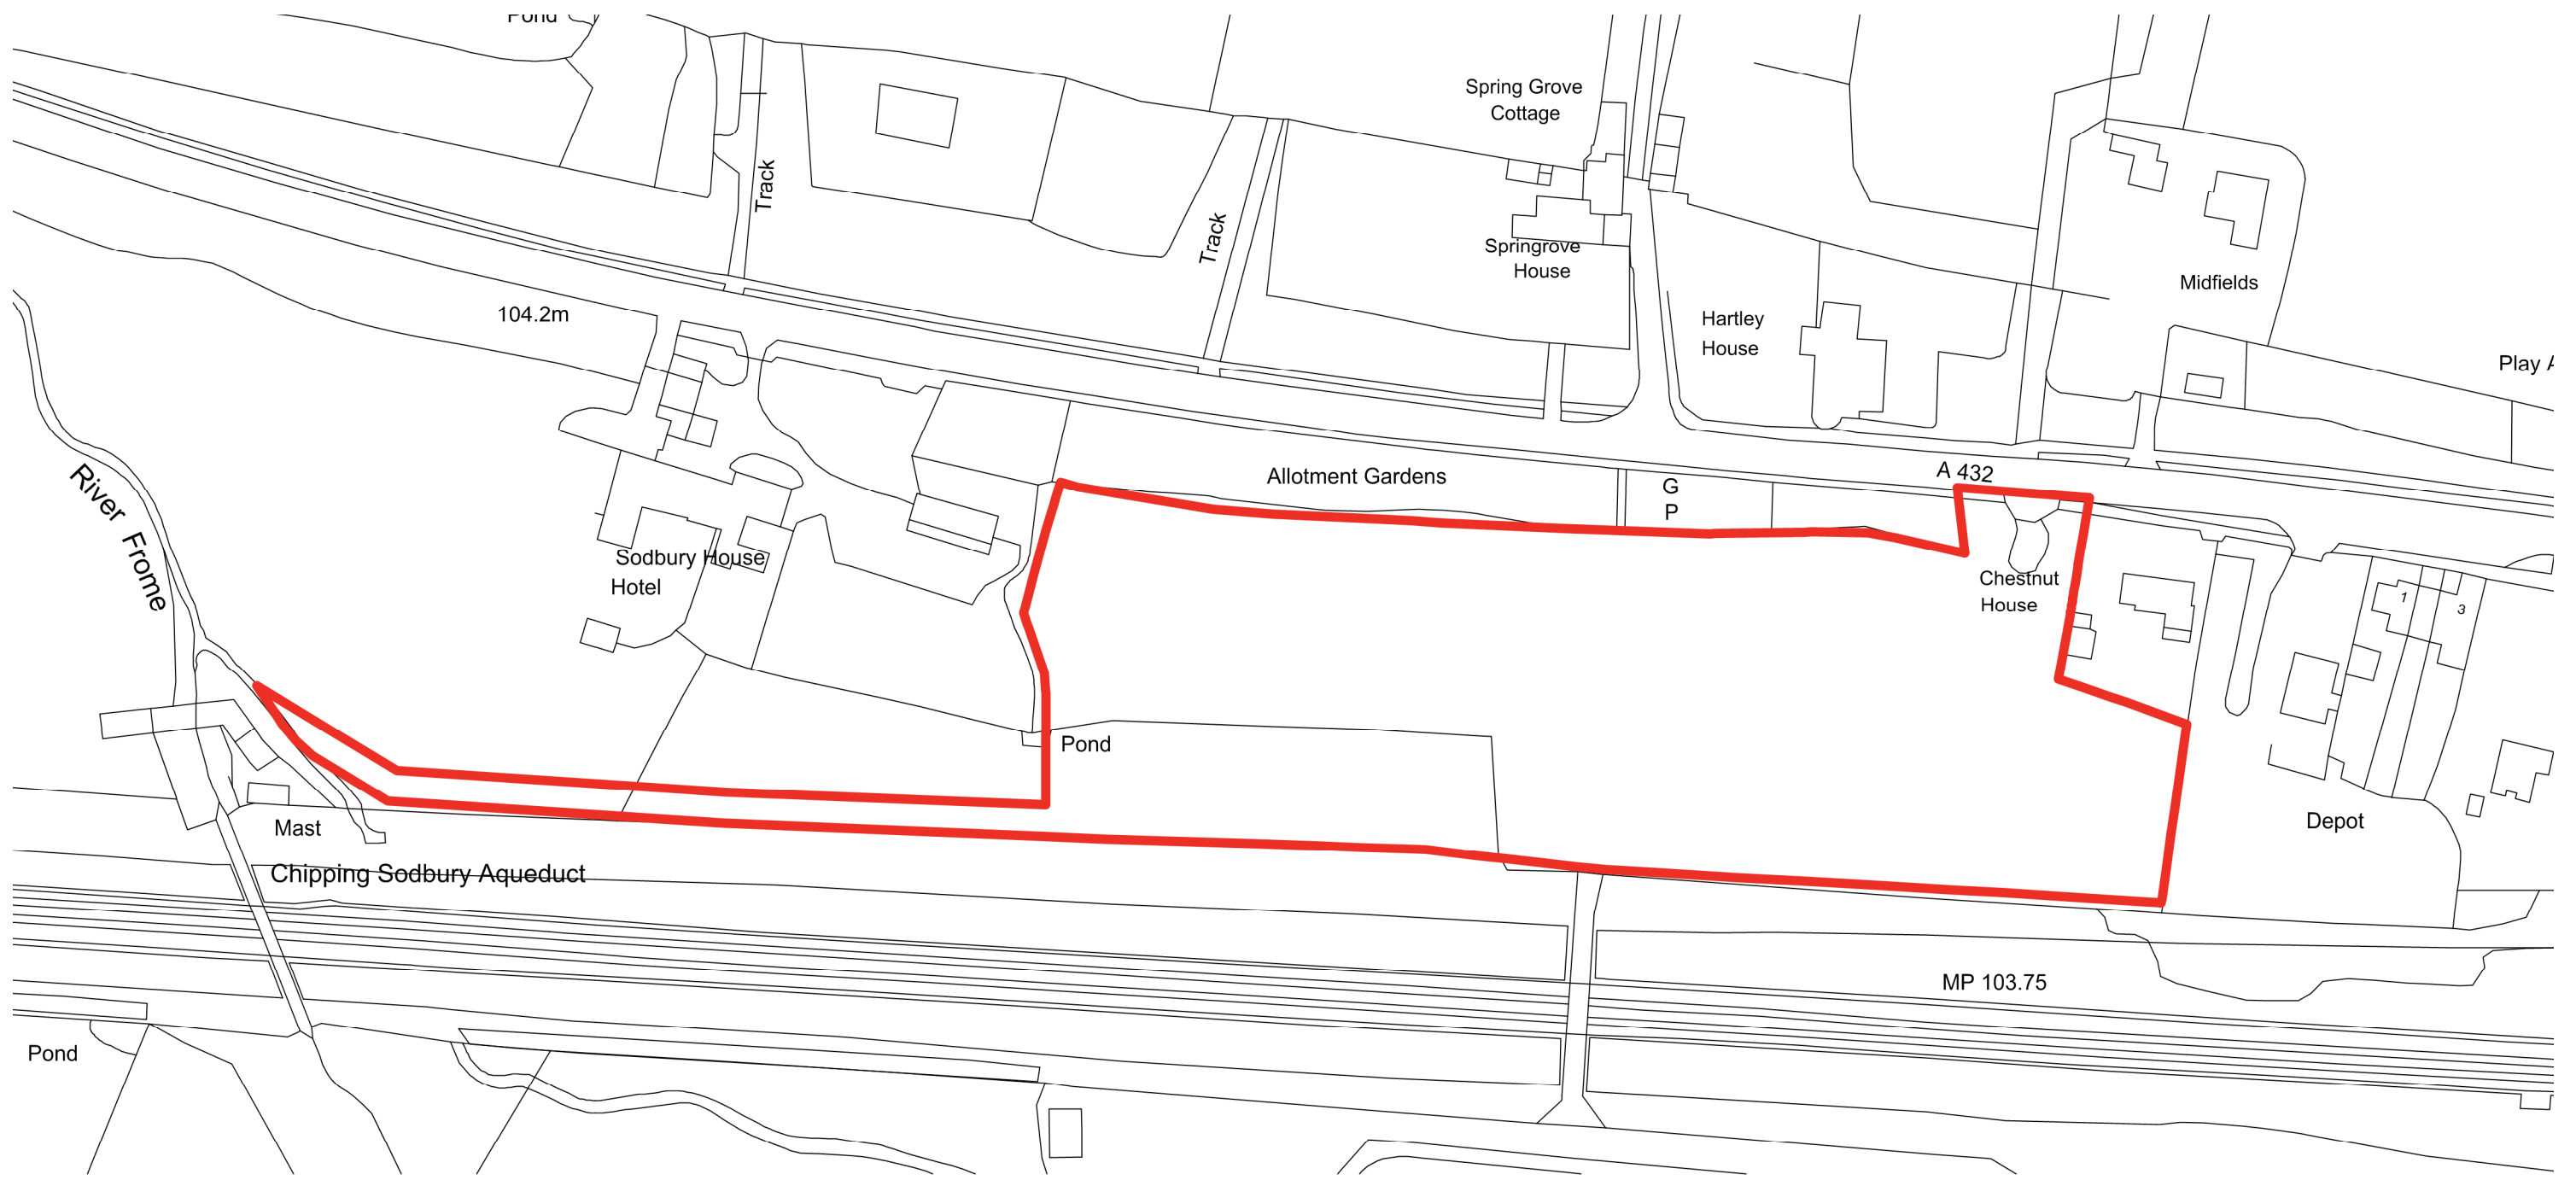 Pond
Spring Grove
Cottage
Track
Track
Springrove
House
Midfields
104.2m
Hartley
House
Play A
A 432
Allotment Gardens
G
P
River Frome
Sodbury House
Hotel
Chestnut
House
1
3
Pond
Mast
Depot
Chipping Sodbury Aqueduct
MP 103.75
Pond